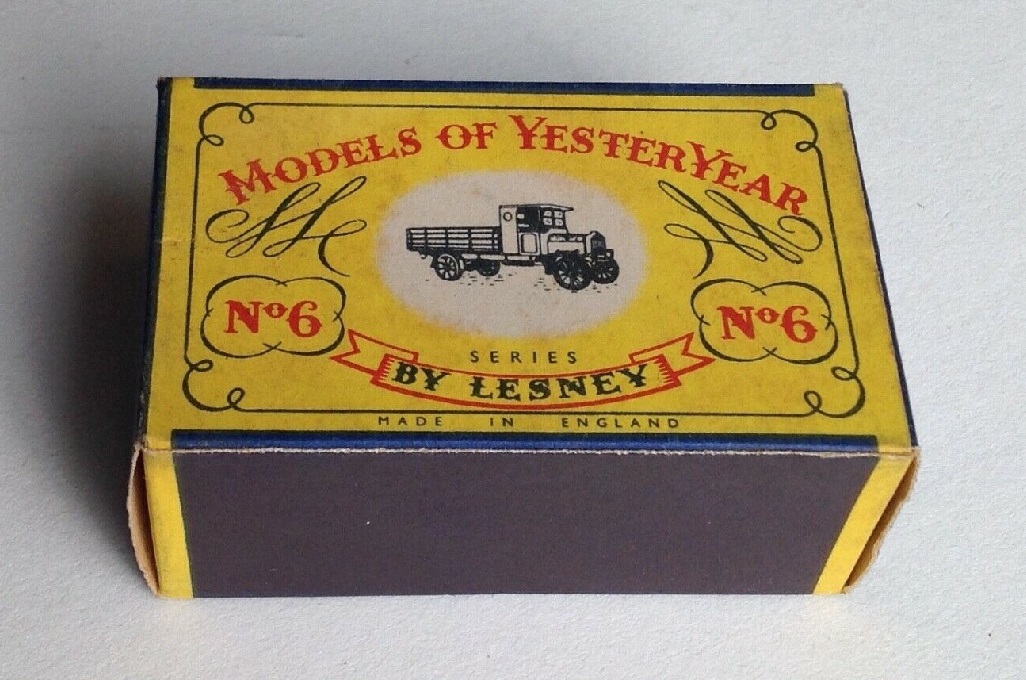 MODELS OF YESTERYEAR
Nº6
Nº6
SERIES
BY LESNEY
MADE IN ENGLAND